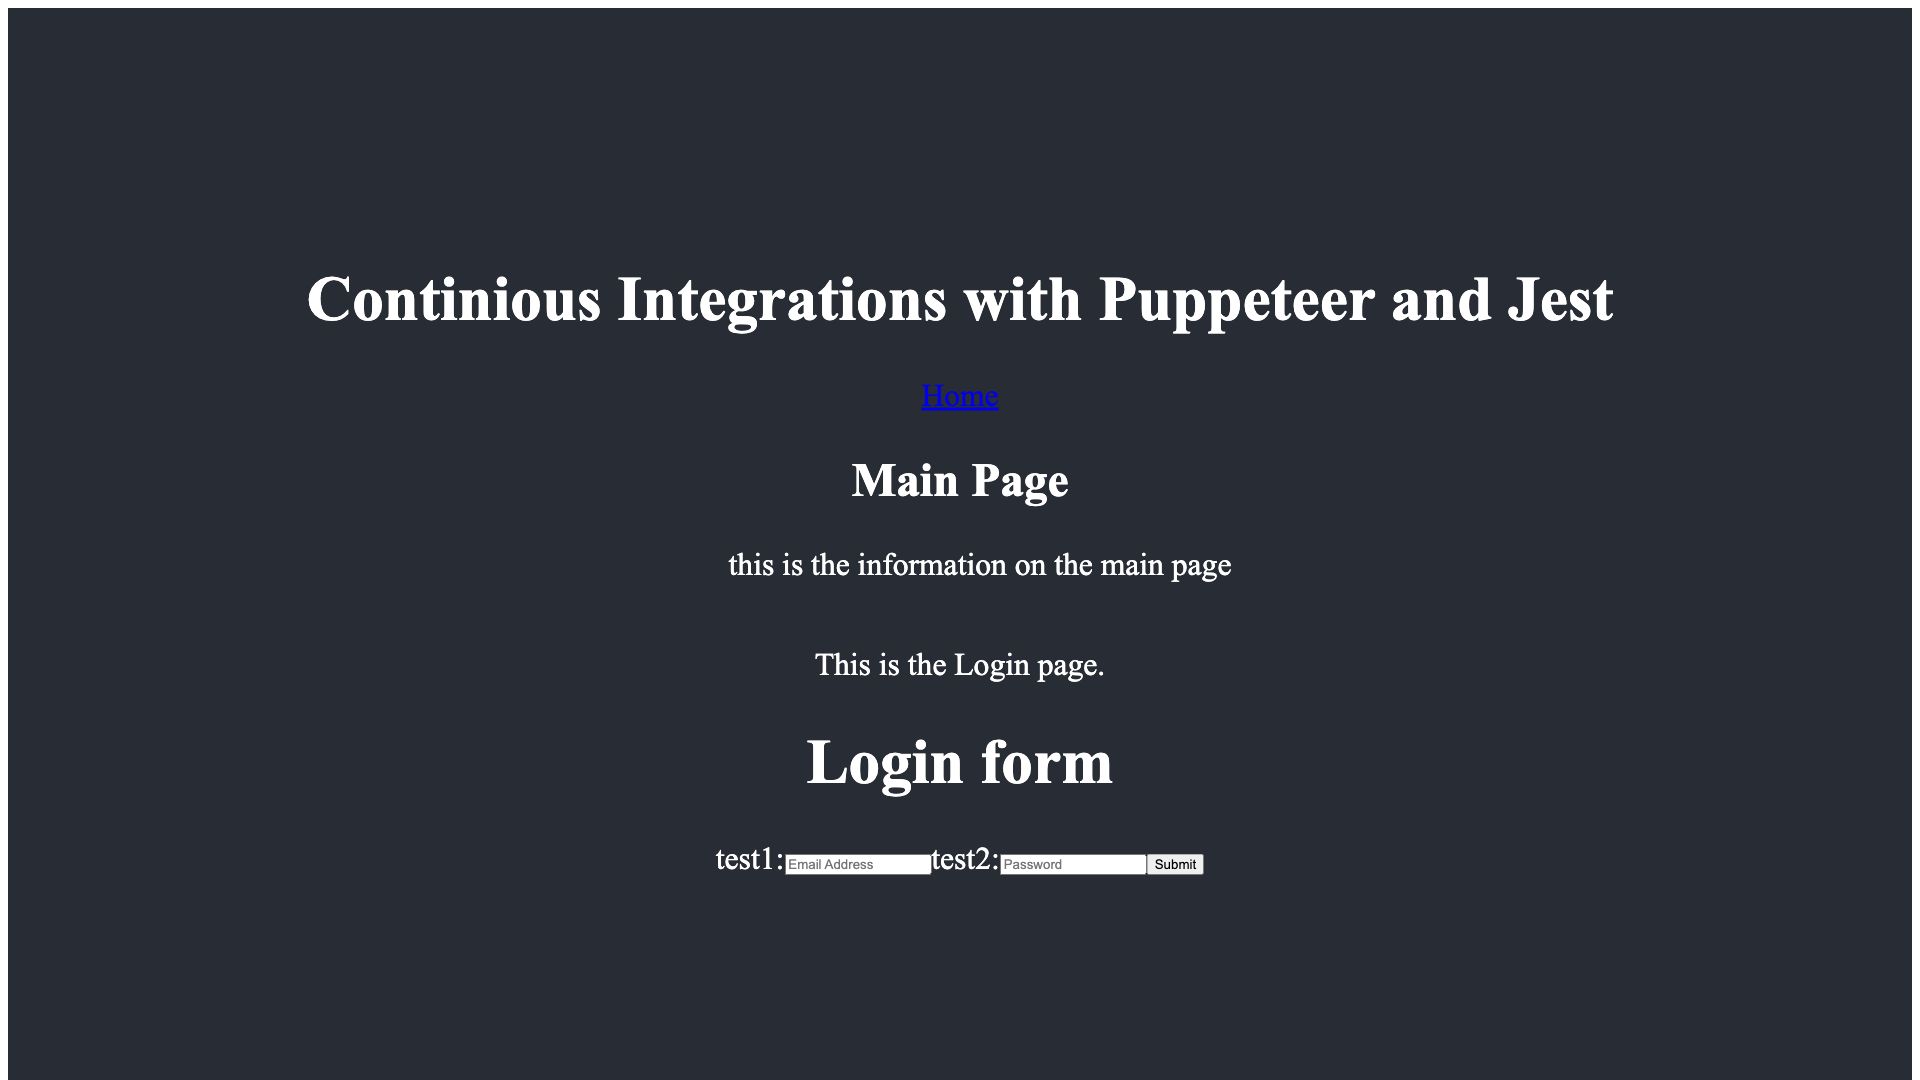 Continious Integrations with Puppeteer and Jest
Home
Main Page
this is the information on the main page
This is the Login page.
Login form
test1: Email Address test2: Password Submit